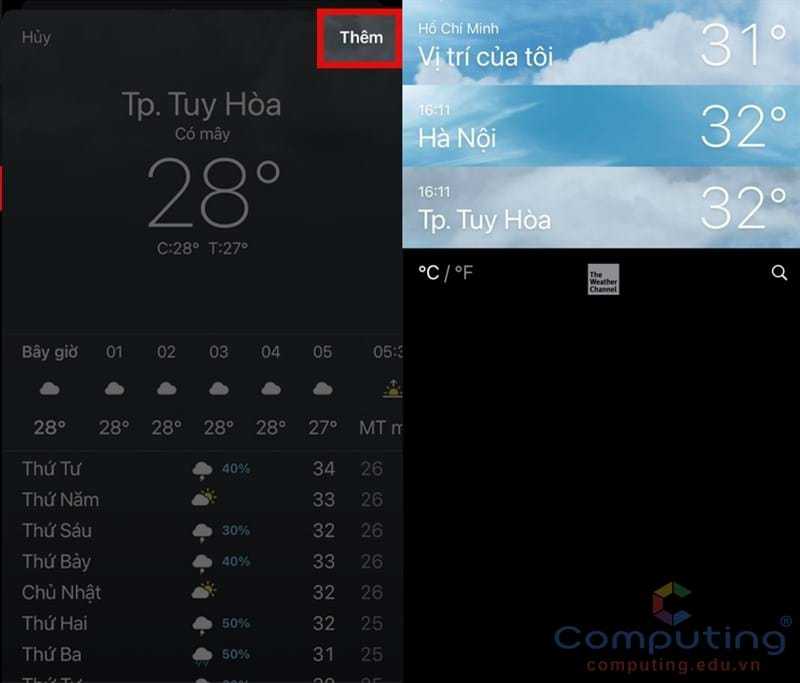 Hủy
Thêm
Tp. Tuy Hòa
Có mây
28°
C:28° T:27°
Bây giờ 01 02 03 04 05 05:3
28° 28° 28° 28° 28° 27° MT m
Thứ Tư 40% 34 26
Thứ Năm 33 26
Thứ Sáu 30% 32 26
Thứ Bảy 40% 33 26
Chủ Nhật 32 26
Thứ Hai 50% 32 25
Thứ Ba 50% 31 25
Hồ Chí Minh
Vị trí của tôi 31°
16:11
Hà Nội 32°
16:11
Tp. Tuy Hòa 32°
°C / °F
The
Weather
Channel
Computing®
computing.edu.vn